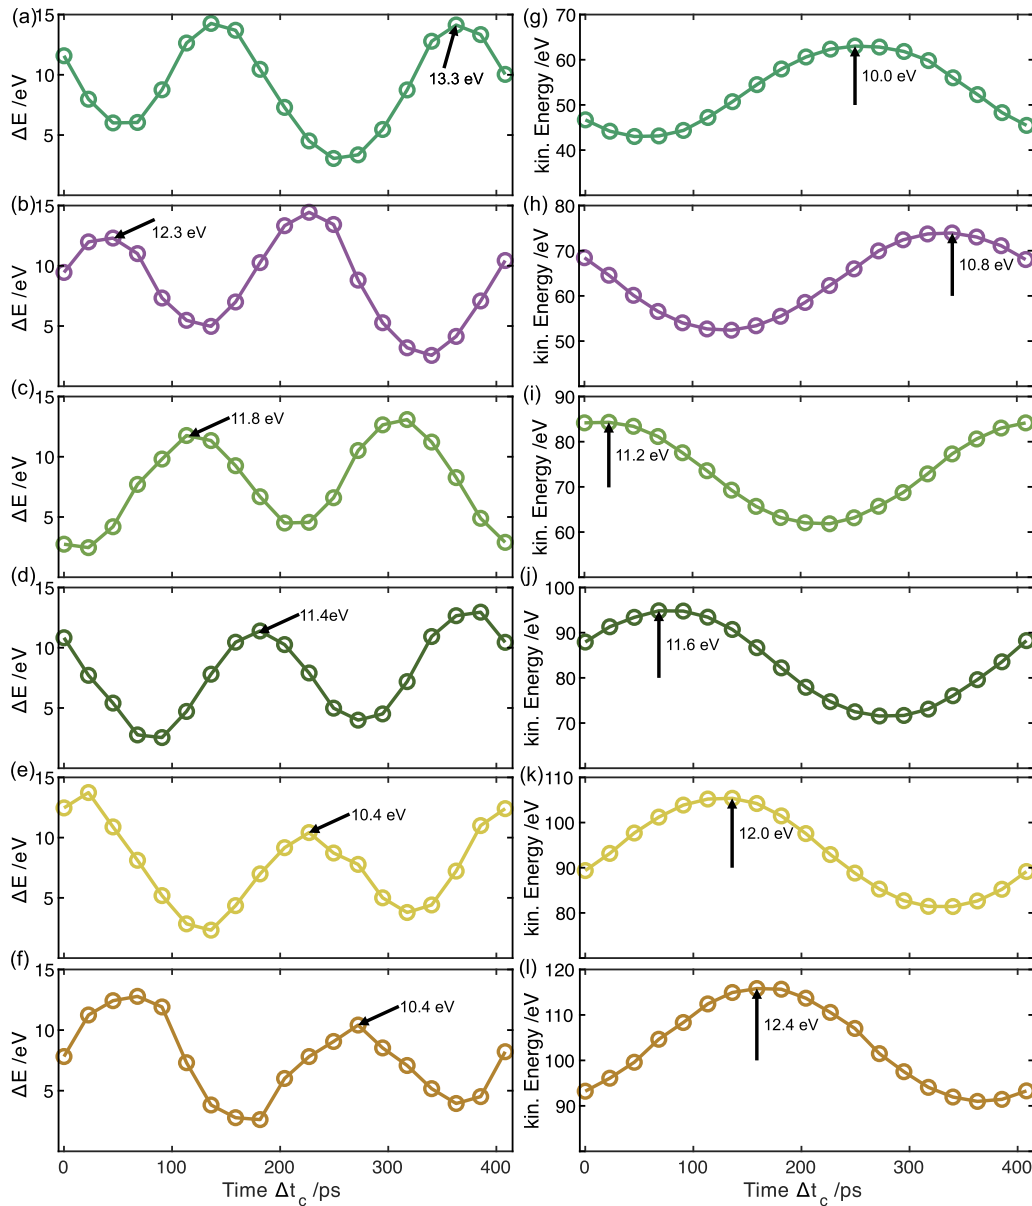 (a)
15
10
5
ΔE /eV
13.3 eV
(g)
70
60
50
40
kin. Energy /eV
10.0 eV
(b)
15
10
5
ΔE /eV
12.3 eV
(h)
80
70
60
50
kin. Energy /eV
10.8 eV
(c)
15
10
5
ΔE /eV
11.8 eV
(i)
90
80
70
60
kin. Energy /eV
11.2 eV
(d)
15
10
5
ΔE /eV
11.4eV
(j)
100
90
80
70
kin. Energy /eV
11.6 eV
(e)
15
10
5
ΔE /eV
10.4 eV
(k)
110
100
90
80
kin. Energy /eV
12.0 eV
(f)
15
10
5
ΔE /eV
10.4 eV
0 100 200 300 400
Time Δt_c /ps
(l)
120
110
100
90
kin. Energy /eV
12.4 eV
0 100 200 300 400
Time Δt_c /ps